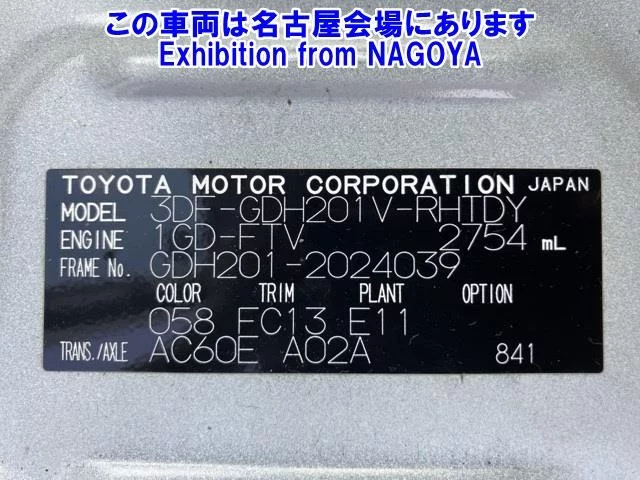 この車両は名古屋会場にあります
Exhibition from NAGOYA
TOYOTA MOTOR CORPORATION JAPAN
MODEL 3DF-GDH201V-RHTDY
ENGINE 1GD-FTV 2754 mL
FRAME No. GDH201-2024039
COLOR TRIM PLANT OPTION
058 FC13 E11
TRANS./AXLE AC60E A02A 841